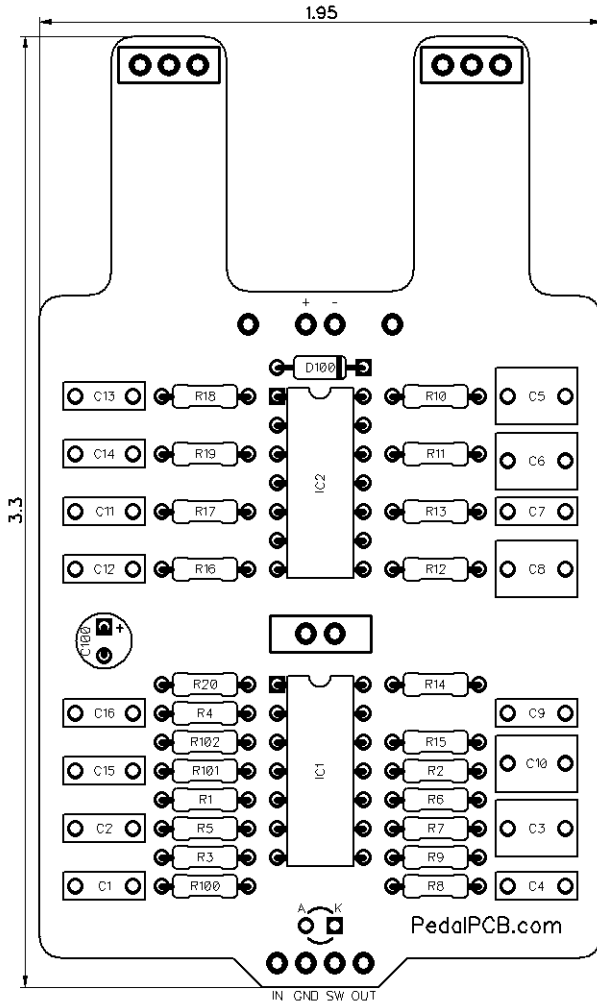 1.95
3.3
+ -
D100
C13 R18 R10 C5
C14 R19 R11 C6
IC2
C11 R17 R13 C7
C12 R16 R12 C8
C100 +
R20 R14
C16 R4 C9
R102 R15
C15 R101 IC1 R2 C10
R1 R6
C2 R5 R7 C3
R3 R9
C1 R100 R8 C4
A K
PedalPCB.com
IN GND SW OUT